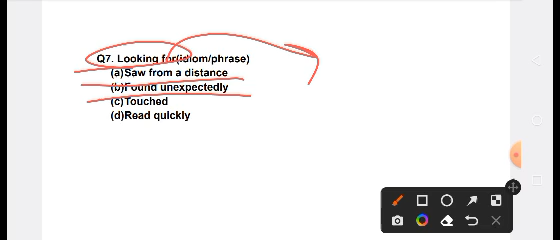 Q7. Looking for(idiom/phrase)
(a)Saw from a distance
(b)Found unexpectedly
(c)Touched
(d)Read quickly